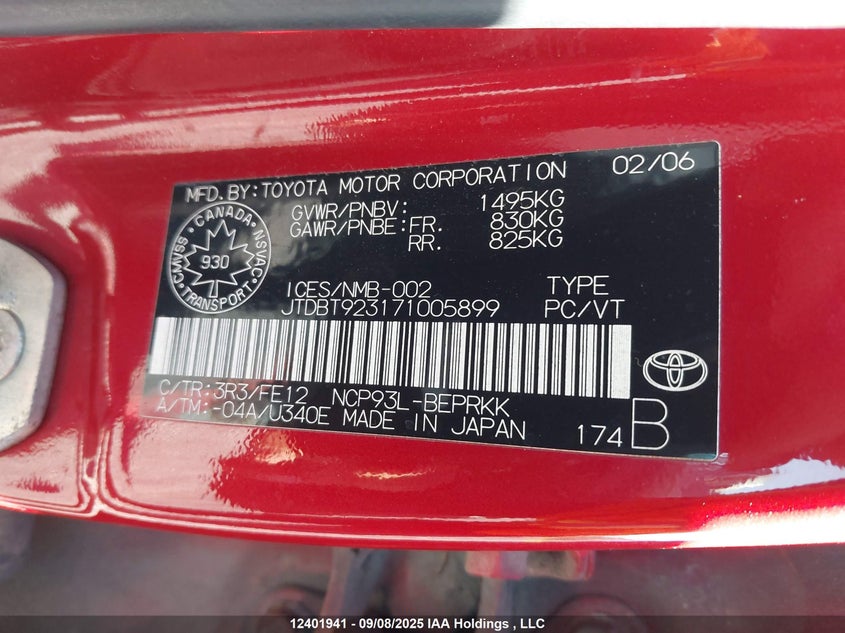 MFD.BY:TOYOTA MOTOR CORPORATION 02/06
GVWR/PNBV: 1495KG
GAWR/PNBE: FR. 830KG
RR. 825KG
CANADA
CMVSS NSVAC
930
TRANSPORT
ICES/NMB-002 TYPE
JTDBT923171005899 PC/VT
C/TR:3R3/FE12 NCP93L-BEPRKK
A/TM:-04A/U340E MADE IN JAPAN
174 B
12401941 - 09/08/2025 IAA Holdings , LLC